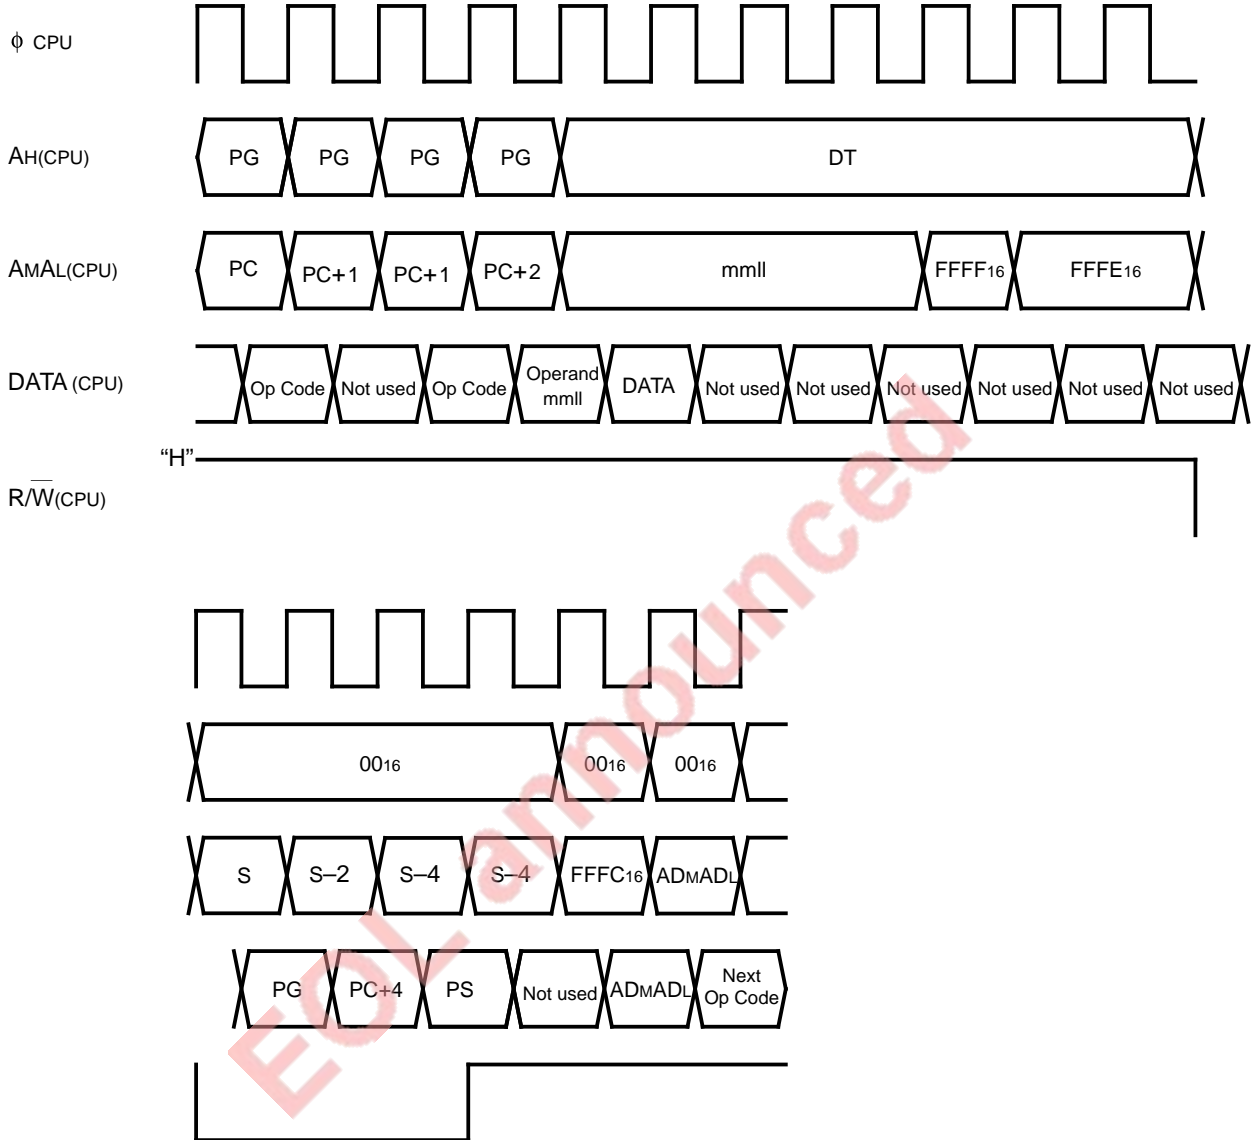 ϕ CPU
AH(CPU) PG PG PG PG DT
AMAL(CPU) PC PC+1 PC+1 PC+2 mmll FFFF16 FFFE16
DATA (CPU) Op Code Not used Op Code Operand mmll DATA Not used Not used Not used Not used Not used Not used
“H”
R/W(CPU)
0016 0016 0016
S S–2 S–4 S–4 FFFC16 ADMADL
PG PC+4 PS Not used ADMADL Next Op Code
EOL announced